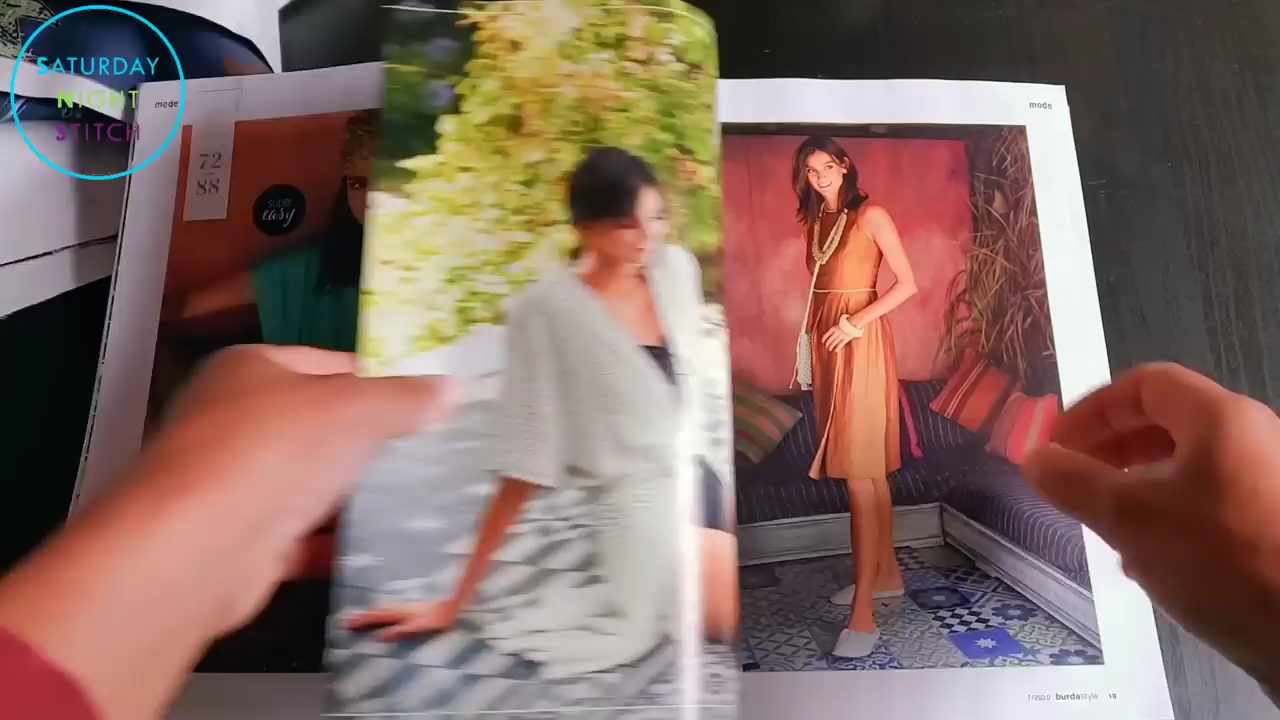 SATURDAY
NIGHT
STITCH
mode
72
88
super
easy
mode
7/2020 burdastyle 19